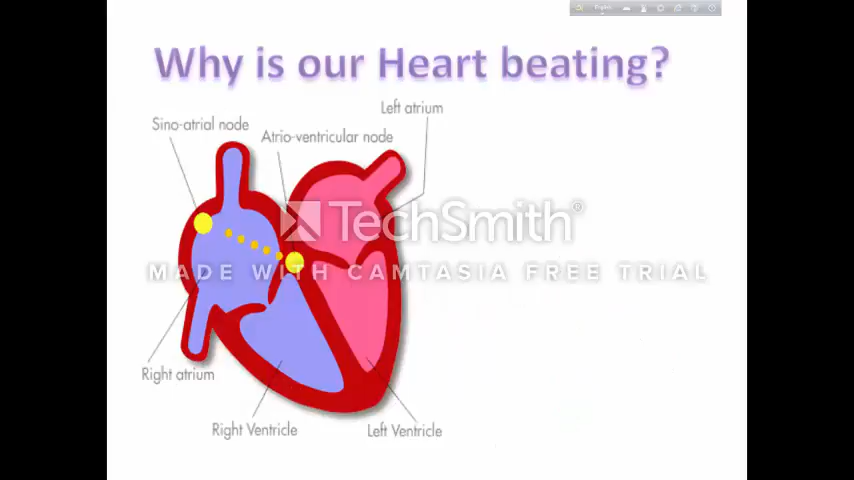 Why is our Heart beating?
Left atrium
Sino-atrial node
Atrio-ventricular node
TechSmith®
MADE WITH CAMTASIA FREE TRIAL
Right atrium
Right Ventricle
Left Ventricle